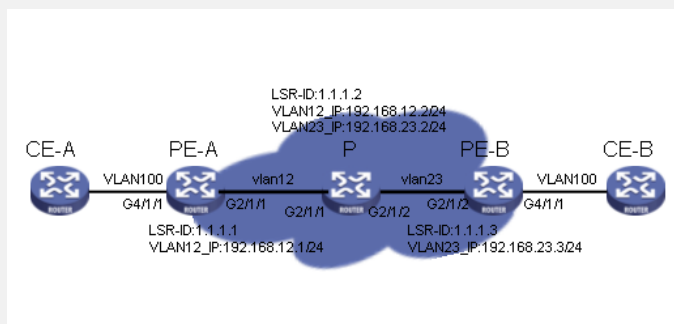 LSR-ID:1.1.1.2
VLAN12_IP:192.168.12.2/24
VLAN23_IP:192.168.23.2/24
CE-A
PE-A
P
PE-B
CE-B
VLAN100
vlan12
vlan23
VLAN100
G4/1/1
G2/1/1
G2/1/1
G2/1/2
G2/1/2
G4/1/1
ROUTER
ROUTER
ROUTER
ROUTER
ROUTER
LSR-ID:1.1.1.1
VLAN12_IP:192.168.12.1/24
LSR-ID:1.1.1.3
VLAN23_IP:192.168.23.3/24